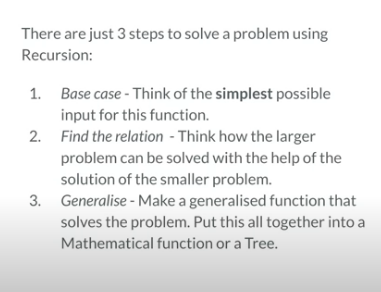 There are just 3 steps to solve a problem using
Recursion:
1. Base case - Think of the simplest possible
input for this function.
2. Find the relation - Think how the larger
problem can be solved with the help of the
solution of the smaller problem.
3. Generalise - Make a generalised function that
solves the problem. Put this all together into a
Mathematical function or a Tree.